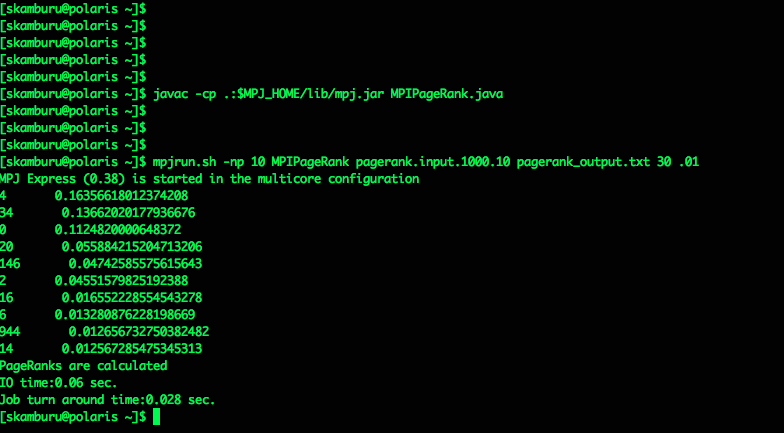 [skamburu@polaris ~]$
[skamburu@polaris ~]$
[skamburu@polaris ~]$
[skamburu@polaris ~]$
[skamburu@polaris ~]$
[skamburu@polaris ~]$ javac -cp .:$MPJ_HOME/lib/mpj.jar MPIPageRank.java
[skamburu@polaris ~]$
[skamburu@polaris ~]$
[skamburu@polaris ~]$
[skamburu@polaris ~]$ mpjrun.sh -np 10 MPIPageRank pagerank.input.1000.10 pagerank_output.txt 30 .01
MPJ Express (0.38) is started in the multicore configuration
4 0.16356618012374208
34 0.13662020177936676
0 0.1124820000648372
20 0.055884215204713206
146 0.04742585575615643
2 0.04551579825192388
16 0.016552228554543278
6 0.013280876228198669
944 0.012656732750382482
14 0.012567285475345313
PageRanks are calculated
IO time:0.06 sec.
Job turn around time:0.028 sec.
[skamburu@polaris ~]$